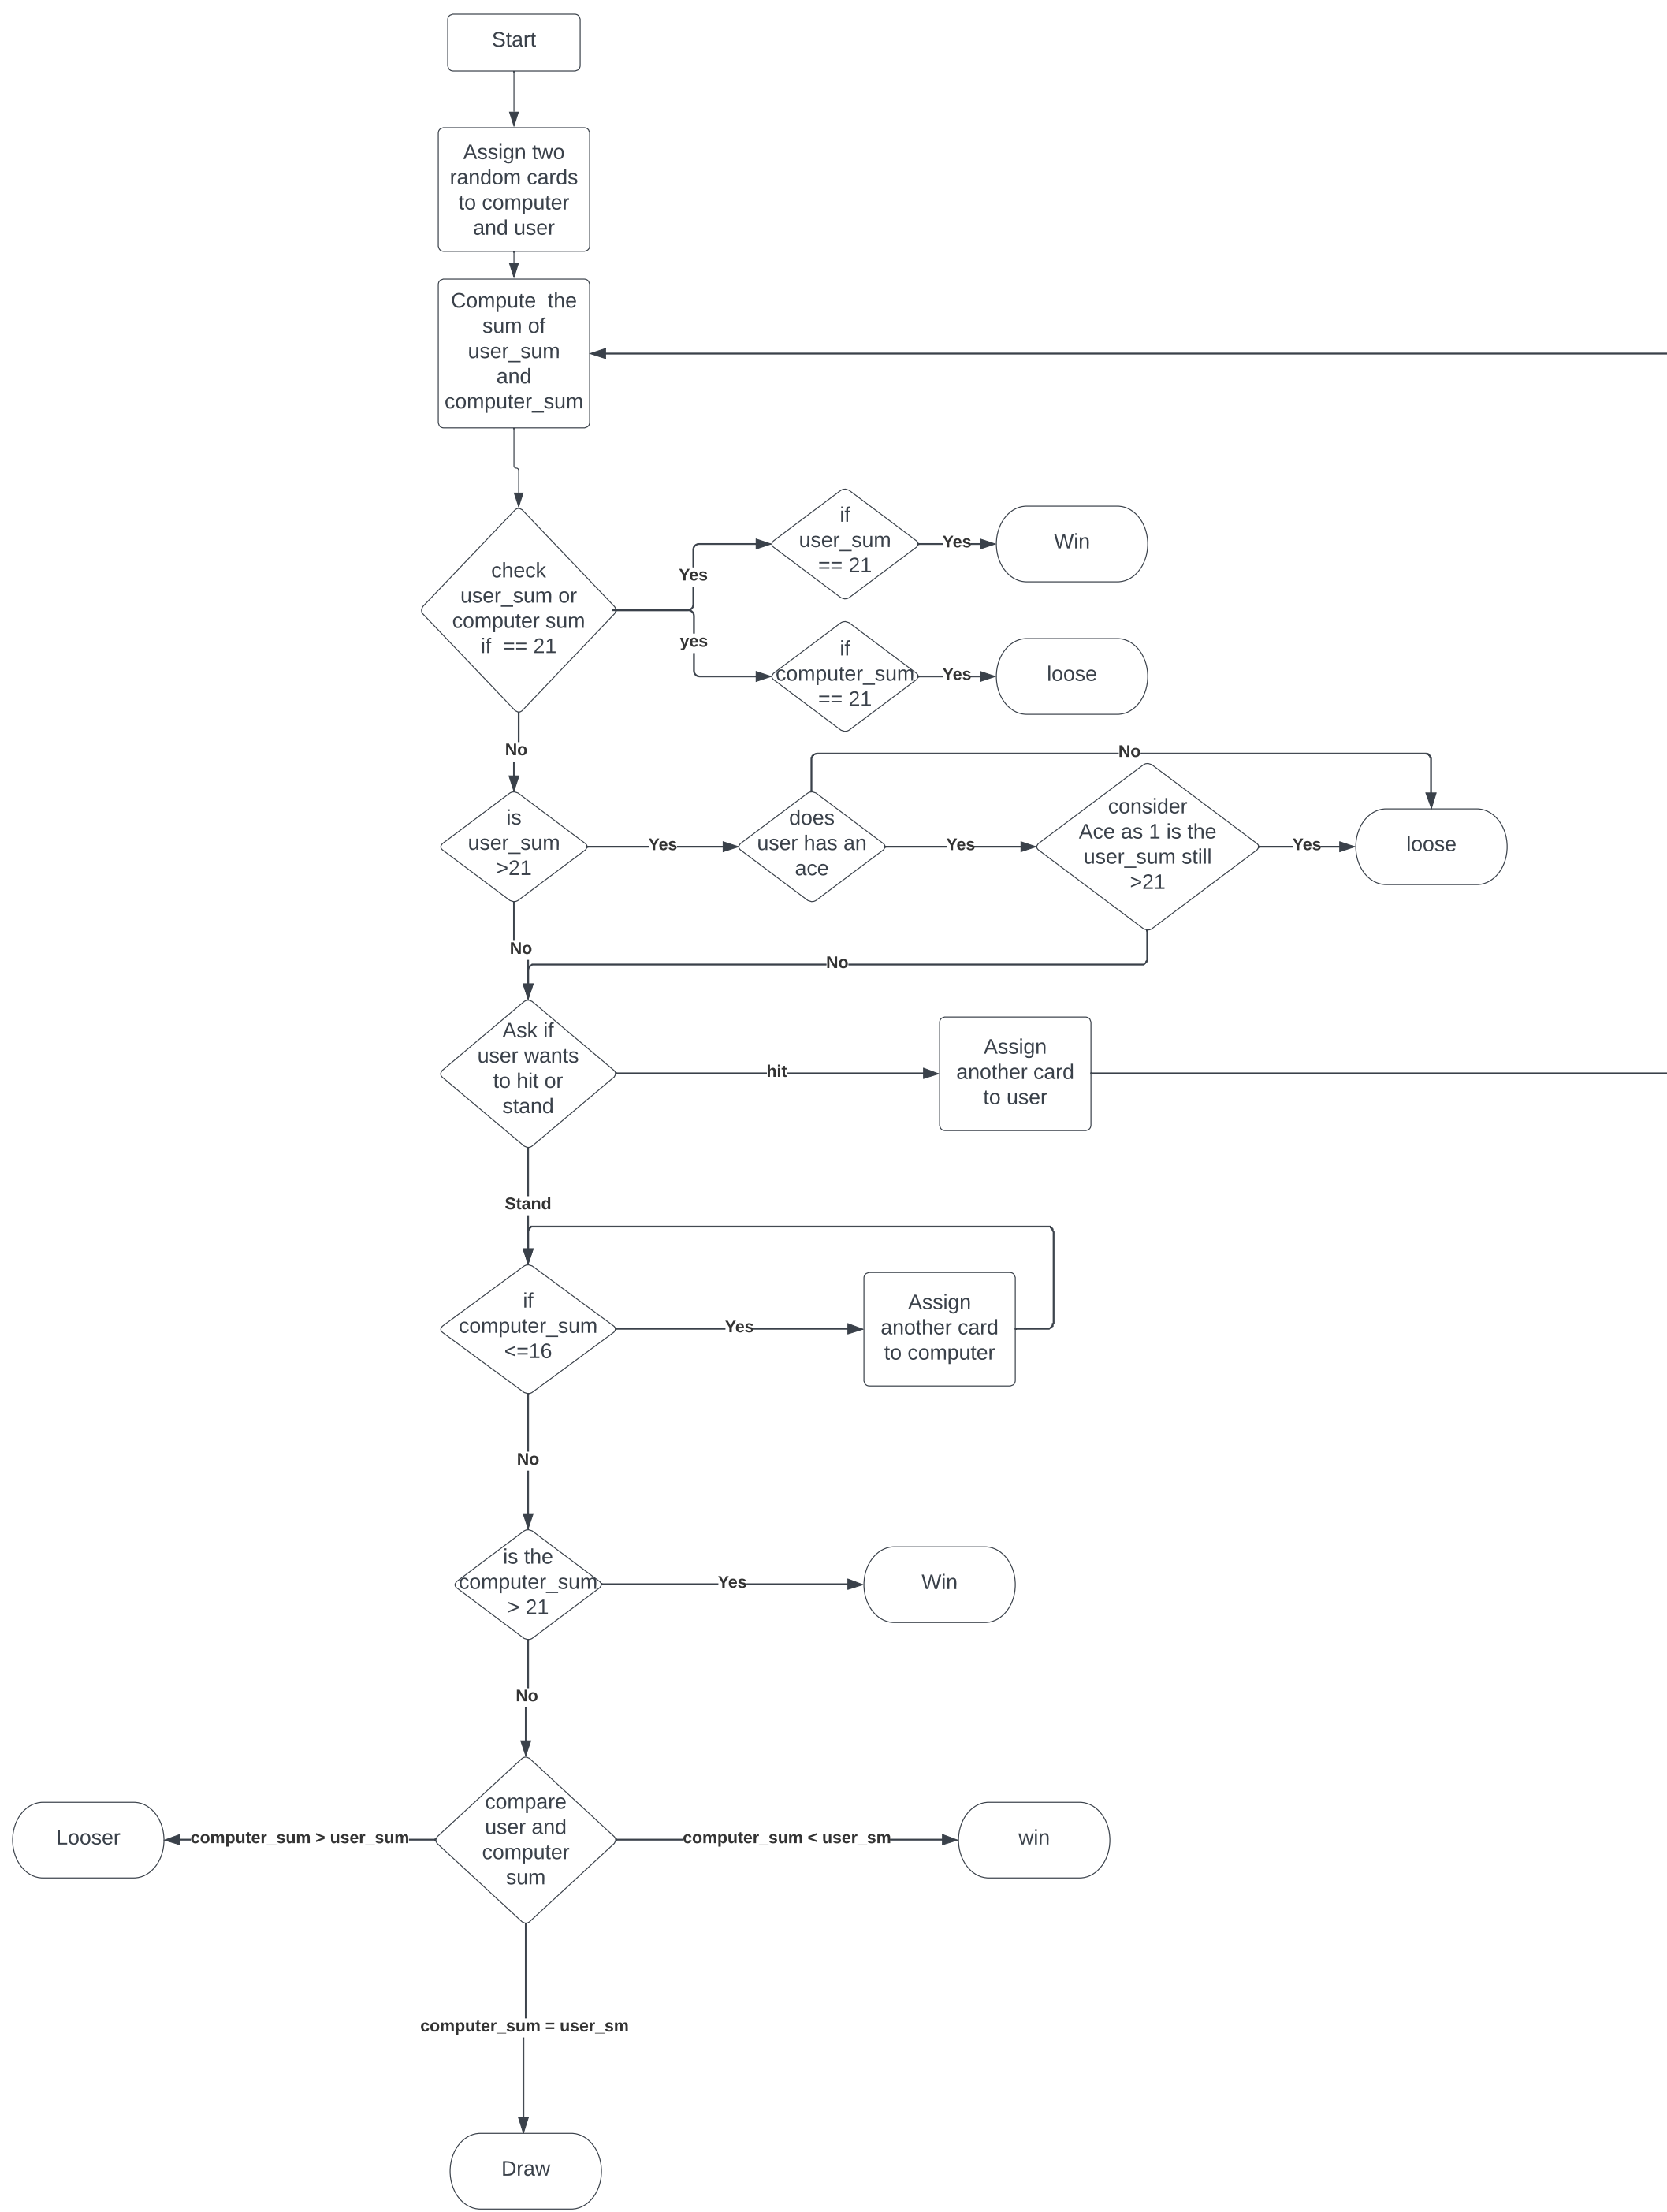 Start
Assign two
random cards
to computer
and user
Compute  the
sum of
user_sum
and
computer_sum
check
user_sum or
computer sum
if  == 21
Yes
if
user_sum
== 21
Yes
Win
yes
if
computer_sum
== 21
Yes
loose
No
is
user_sum
>21
Yes
does
user has an
ace
No
Yes
consider
Ace as 1 is the
user_sum still
>21
Yes
loose
No
No
Ask if
user wants
to hit or
stand
hit
Assign
another card
to user
Stand
if
computer_sum
<=16
Yes
Assign
another card
to computer
No
is the
computer_sum
> 21
Yes
Win
No
Looser
computer_sum > user_sum
compare
user and
computer
sum
computer_sum < user_sm
win
computer_sum = user_sm
Draw